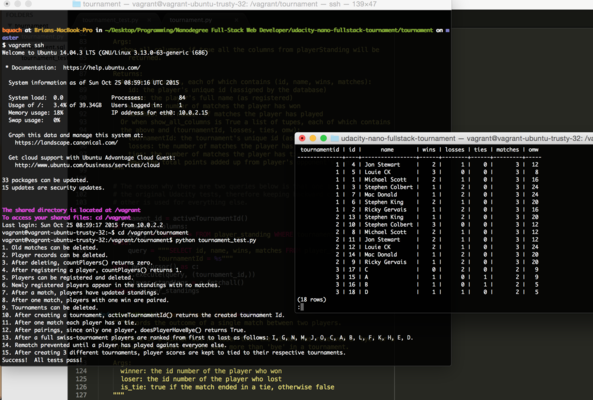 tournament — vagrant@vagrant-ubuntu-trusty-32: /vagrant/tournament — ssh — 139×47
bquach at Brians-MacBook-Pro in ~/Desktop/Programming/Nanodegree Full-Stack Web Developer/udacity-nano-fullstack-tournament/tournament on m
aster
$ vagrant ssh
Welcome to Ubuntu 14.04.3 LTS (GNU/Linux 3.13.0-63-generic i686)
* Documentation: https://help.ubuntu.com/
System information as of Sun Oct 25 08:59:16 UTC 2015
System load: 0.0 Processes: 84
Usage of /: 3.4% of 39.34GB Users logged in: 1
Memory usage: 18% IP address for eth0: 10.0.2.15
Swap usage: 0%
Graph this data and manage this system at:
https://landscape.canonical.com/
Get cloud support with Ubuntu Advantage Cloud Guest:
http://www.ubuntu.com/business/services/cloud
33 packages can be updated.
15 updates are security updates.
The shared directory is located at /vagrant
To access your shared files: cd /vagrant
Last login: Sun Oct 25 08:59:17 2015 from 10.0.2.2
vagrant@vagrant-ubuntu-trusty-32:~$ cd /vagrant/tournament
vagrant@vagrant-ubuntu-trusty-32:/vagrant/tournament$ python tournament_test.py
1. Old matches can be deleted.
2. Player records can be deleted.
3. After deleting, countPlayers() returns zero.
4. After registering a player, countPlayers() returns 1.
5. Players can be registered and deleted.
6. Newly registered players appear in the standings with no matches.
7. After a match, players have updated standings.
8. After one match, players with one win are paired.
9. Tournaments can be deleted.
10. After creating a tournament, activeTournamentId() returns the created tournament Id.
11. After one match each player has a tie.
12. After pairings, since only one player, doesPlayerHaveBye() returns True.
13. After a full swiss-tournament players are ranked from first to last as follows: I, G, N, M, J, O, C, A, B, L, F, K, H, E, D.
14. Rematch prevented until a player has played against everyone else.
15. After creating 3 different tournaments, player scores are kept to tied to their respective tournaments.
Success! All tests pass!
udacity-nano-fullstack-tournament — vagrant@vagrant-ubuntu-trusty-32: /
tournamentid | id | name | wins | losses | ties | matches | omw
1 | 4 | Jon Stewart | 2 | 1 | 0 | 3 | 12
1 | 5 | Louie CK | 3 | 0 | 0 | 3 | 8
1 | 1 | Michael Scott | 2 | 1 | 0 | 3 | 16
1 | 3 | Stephen Colbert | 1 | 2 | 0 | 3 | 24
1 | 7 | Mac Donald | 1 | 2 | 0 | 3 | 24
1 | 6 | Stephen King | 2 | 1 | 0 | 3 | 20
1 | 2 | Ricky Gervais | 1 | 2 | 0 | 3 | 16
2 | 13 | Stephen King | 2 | 1 | 0 | 3 | 20
2 | 10 | Stephen Colbert | 3 | 0 | 0 | 3 | 12
2 | 8 | Michael Scott | 2 | 1 | 0 | 3 | 16
2 | 11 | Jon Stewart | 2 | 1 | 0 | 3 | 12
2 | 12 | Louie CK | 1 | 2 | 0 | 3 | 24
2 | 14 | Mac Donald | 1 | 2 | 0 | 3 | 20
2 | 9 | Ricky Gervais | 1 | 2 | 0 | 3 | 16
3 | 17 | C | 0 | 0 | 2 | 2 | 9
3 | 15 | A | 1 | 0 | 1 | 2 | 9
3 | 16 | B | 1 | 0 | 1 | 2 | 5
3 | 18 | D | 1 | 0 | 1 | 2 | 5
(18 rows)
:
124 winner: the id number of the player who won
125 loser: the id number of the player who lost
126 is_tie: true if the match ended in a tie, otherwise false
127 """